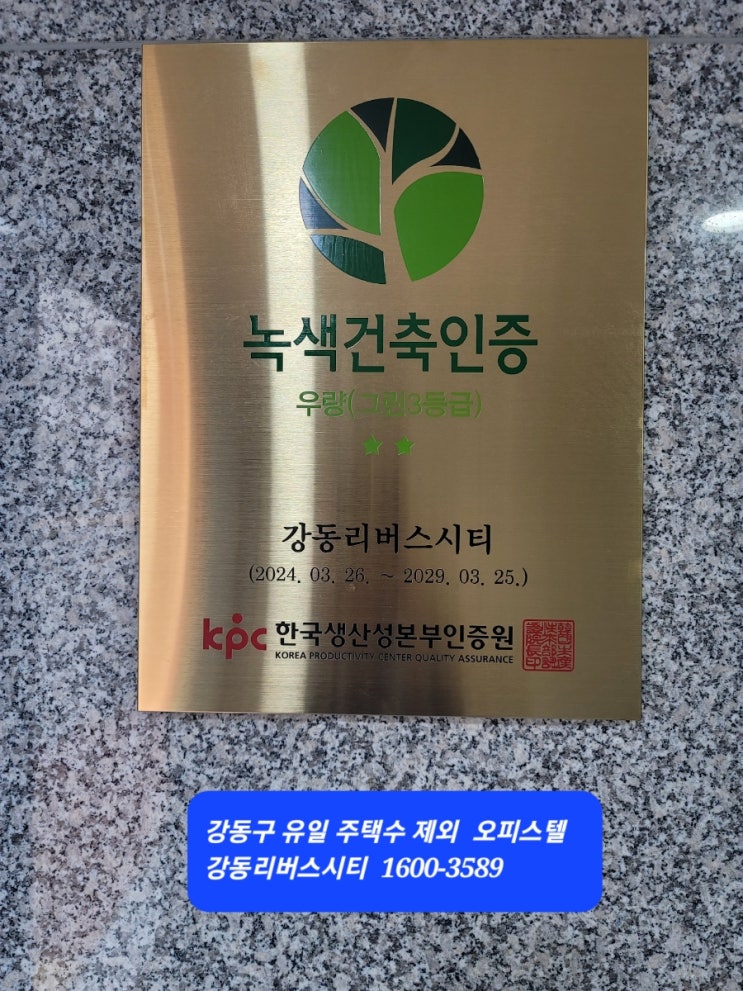 녹색건축인증
우량(그린3등급)
★ ★
강동리버스시티
(2024. 03. 26. ~ 2029. 03. 25.)
kpc 한국생산성본부인증원
KOREA PRODUCTIVITY CENTER QUALITY ASSURANCE
강동구 유일 주택수 제외 오피스텔
강동리버스시티 1600-3589